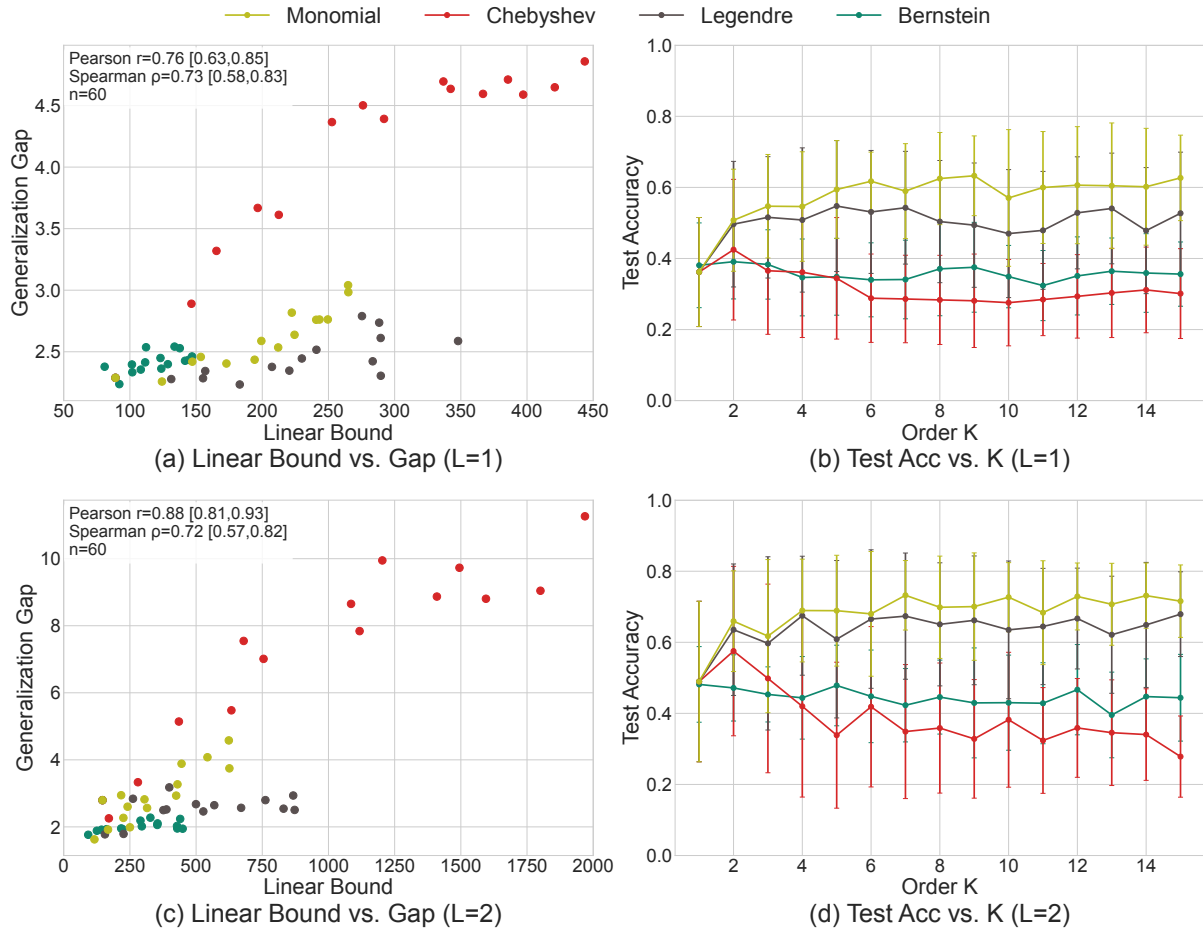 Monomial Chebyshev Legendre Bernstein
Pearson r=0.76 [0.63,0.85]
Spearman ρ=0.73 [0.58,0.83]
n=60
Generalization Gap
4.5
4.0
3.5
3.0
2.5
50 100 150 200 250 300 350 400 450
Linear Bound
(a) Linear Bound vs. Gap (L=1)
Test Accuracy
1.0
0.8
0.6
0.4
0.2
0.0
2 4 6 8 10 12 14
Order K
(b) Test Acc vs. K (L=1)
Pearson r=0.88 [0.81,0.93]
Spearman ρ=0.72 [0.57,0.82]
n=60
Generalization Gap
10
8
6
4
2
0 250 500 750 1000 1250 1500 1750 2000
Linear Bound
(c) Linear Bound vs. Gap (L=2)
Test Accuracy
1.0
0.8
0.6
0.4
0.2
0.0
2 4 6 8 10 12 14
Order K
(d) Test Acc vs. K (L=2)